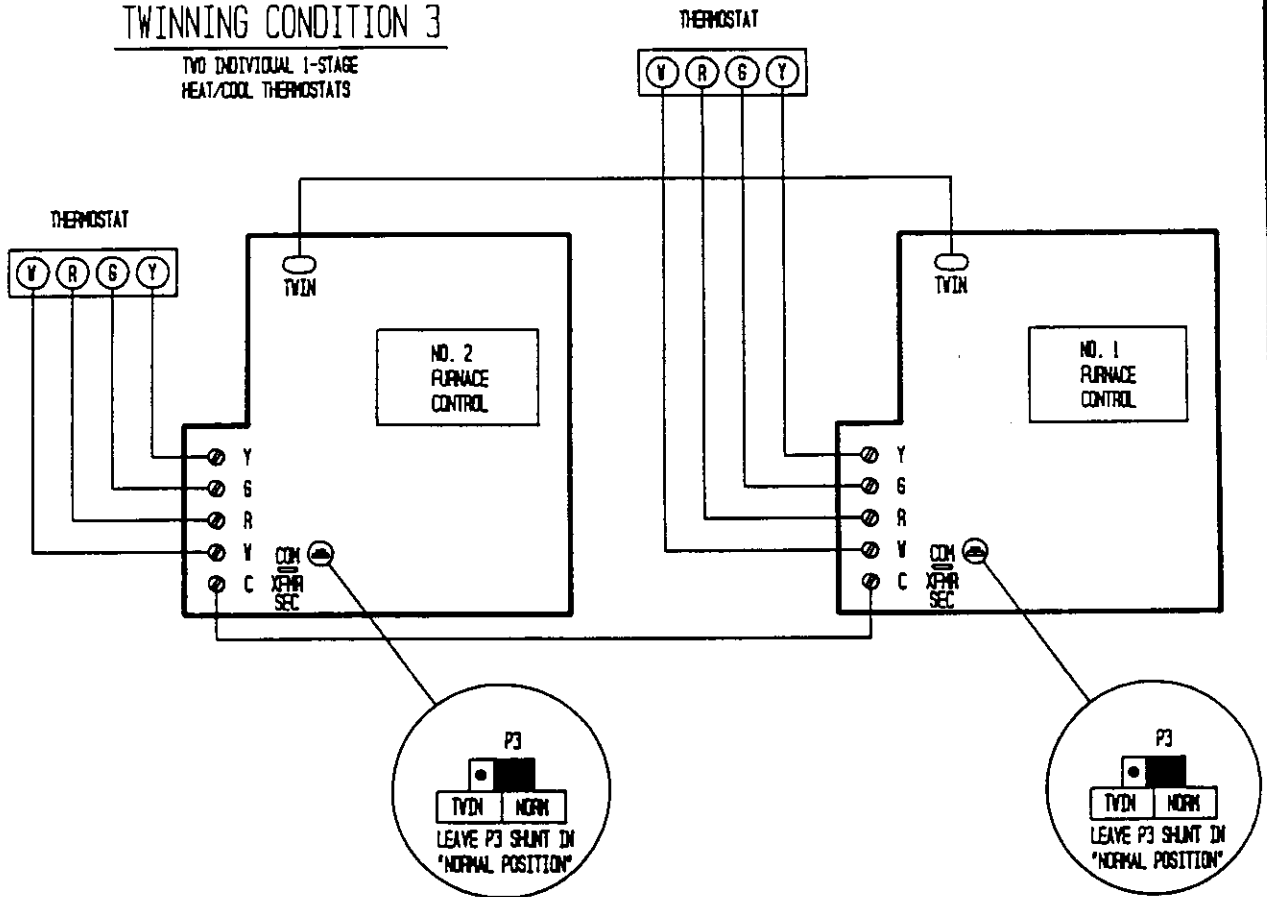 TWINNING CONDITION 3
TWO INDIVIDUAL 1-STAGE
HEAT/COOL THERMOSTATS
THERMOSTAT
W R G Y
THERMOSTAT
W R G Y
TWIN
NO. 2
FURNACE
CONTROL
Y
G
R
W
C
COM
XFMR
SEC
TWIN
NO. 1
FURNACE
CONTROL
Y
G
R
W
C
COM
XFMR
SEC
P3
TWIN NORM
LEAVE P3 SHUNT IN
"NORMAL POSITION"
P3
TWIN NORM
LEAVE P3 SHUNT IN
"NORMAL POSITION"